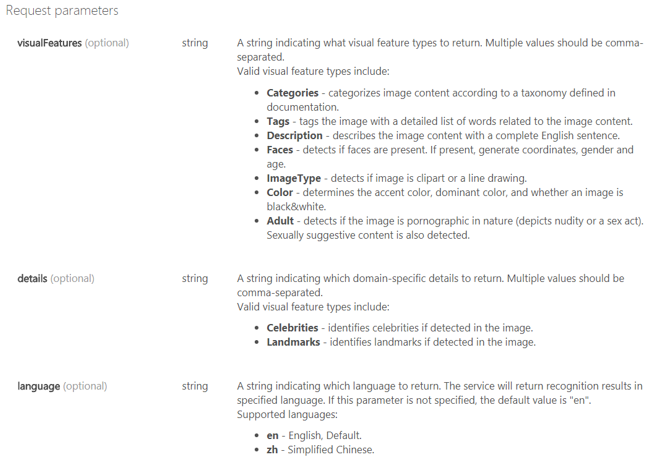 Request parameters
visualFeatures (optional) string A string indicating what visual feature types to return. Multiple values should be comma-
separated.
Valid visual feature types include:
• Categories - categorizes image content according to a taxonomy defined in
documentation.
• Tags - tags the image with a detailed list of words related to the image content.
• Description - describes the image content with a complete English sentence.
• Faces - detects if faces are present. If present, generate coordinates, gender and
age.
• ImageType - detects if image is clipart or a line drawing.
• Color - determines the accent color, dominant color, and whether an image is
black&white.
• Adult - detects if the image is pornographic in nature (depicts nudity or a sex act).
Sexually suggestive content is also detected.
details (optional) string A string indicating which domain-specific details to return. Multiple values should be
comma-separated.
Valid visual feature types include:
• Celebrities - identifies celebrities if detected in the image.
• Landmarks - identifies landmarks if detected in the image.
language (optional) string A string indicating which language to return. The service will return recognition results in
specified language. If this parameter is not specified, the default value is "en".
Supported languages:
• en - English, Default.
• zh - Simplified Chinese.